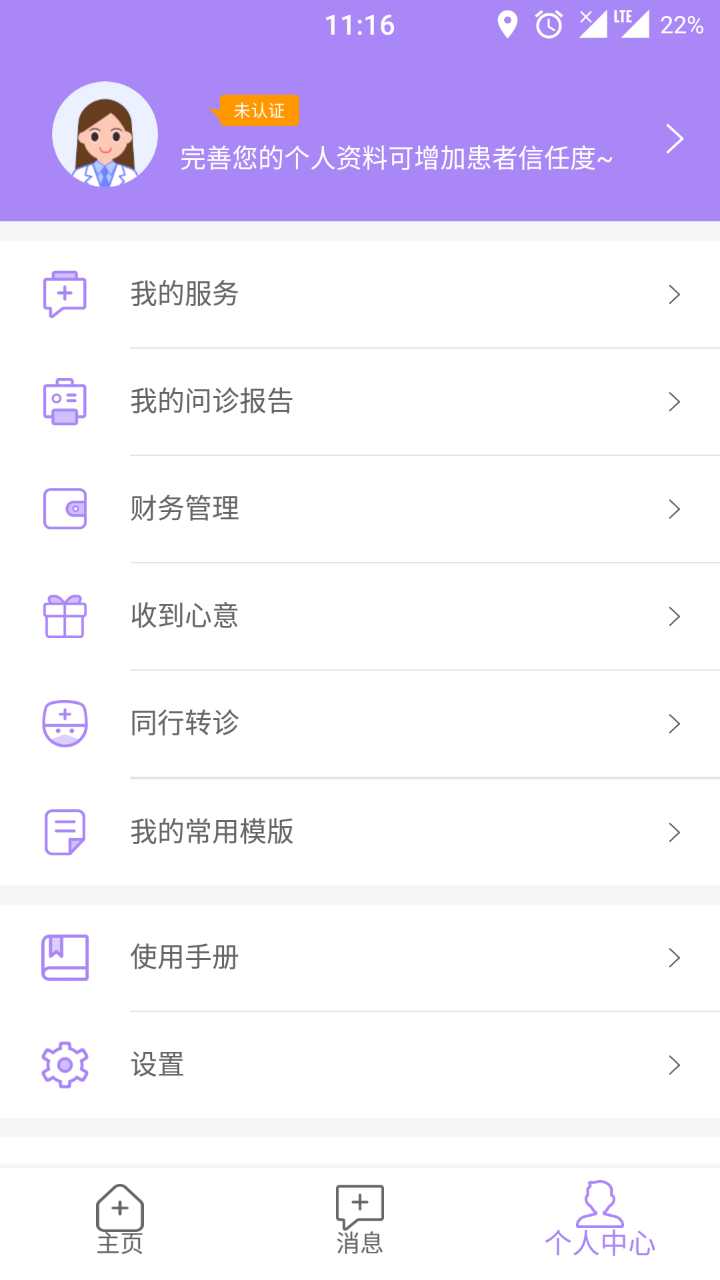 11:16
LTE
22%
未认证
完善您的个人资料可增加患者信任度~
我的服务
我的问诊报告
财务管理
收到心意
同行转诊
我的常用模版
使用手册
设置
主页
消息
个人中心